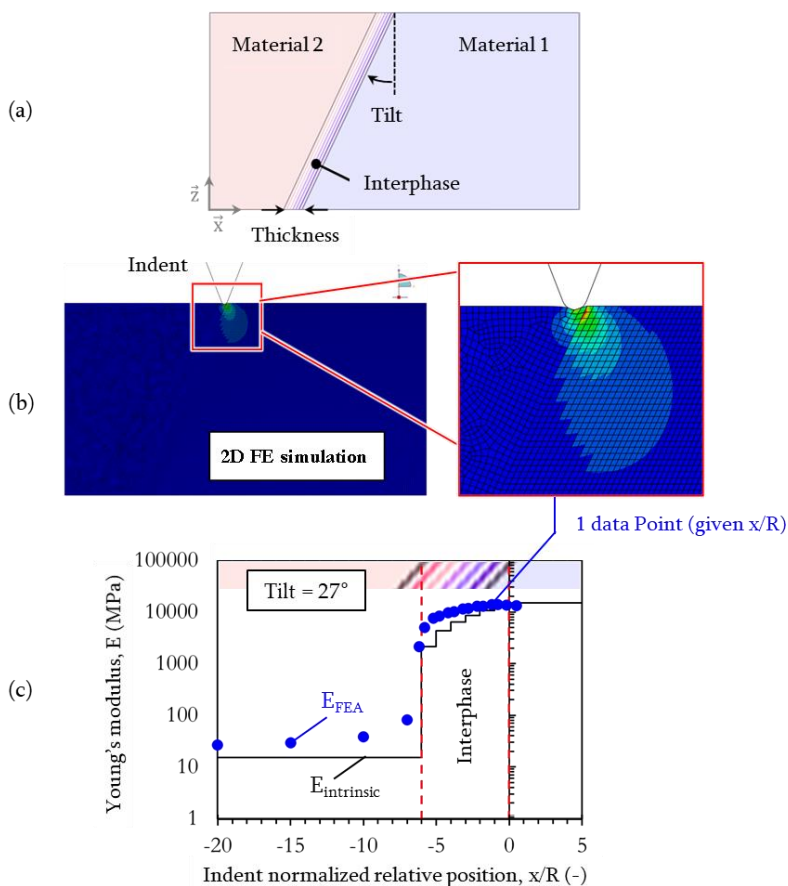 (a)
Material 2
Material 1
Tilt
Interphase
z
x
Thickness
Indent
(b)
2D FE simulation
1 data Point (given x/R)
(c)
Young's modulus, E (MPa)
100000
10000
1000
100
10
1
Tilt = 27°
E_FEA
E_intrinsic
Interphase
-20
-15
-10
-5
0
5
Indent normalized relative position, x/R (-)